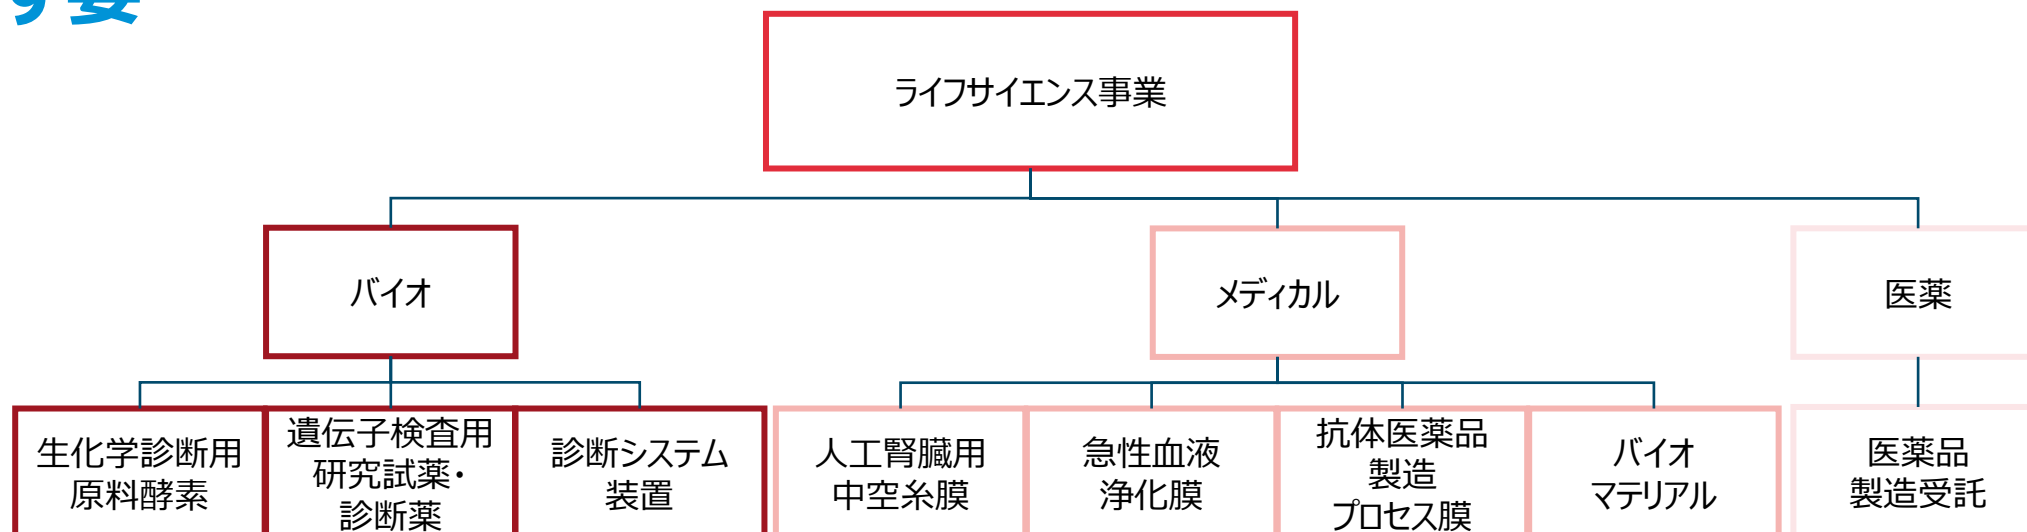 す姿
ライフサイエンス事業
バイオ
メディカル
医薬
生化学診断用
原料酵素
遺伝子検査用
研究試薬・
診断薬
診断システム
装置
人工腎臓用
中空糸膜
急性血液
浄化膜
抗体医薬品
製造
プロセス膜
バイオ
マテリアル
医薬品
製造受託